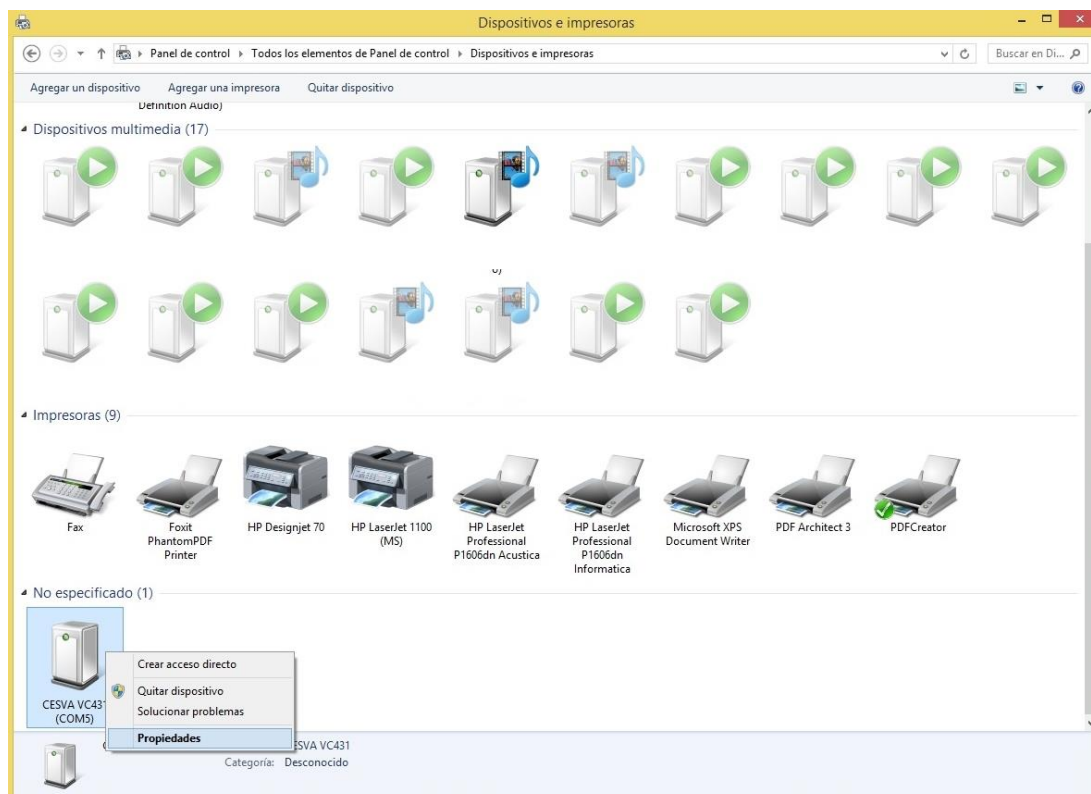 Dispositivos e impresoras
Panel de control ▸ Todos los elementos de Panel de control ▸ Dispositivos e impresoras
Buscar en Di...
Agregar un dispositivo Agregar una impresora Quitar dispositivo
Definition Audio)
Dispositivos multimedia (17)
Impresoras (9)
Fax
Foxit
PhantomPDF
Printer
HP Designjet 70
HP LaserJet 1100
(MS)
HP LaserJet
Professional
P1606dn Acustica
HP LaserJet
Professional
P1606dn
Informatica
Microsoft XPS
Document Writer
PDF Architect 3
PDFCreator
No especificado (1)
CESVA VC431
(COM5)
Crear acceso directo
Quitar dispositivo
Solucionar problemas
Propiedades
ESVA VC431
Categoría: Desconocido